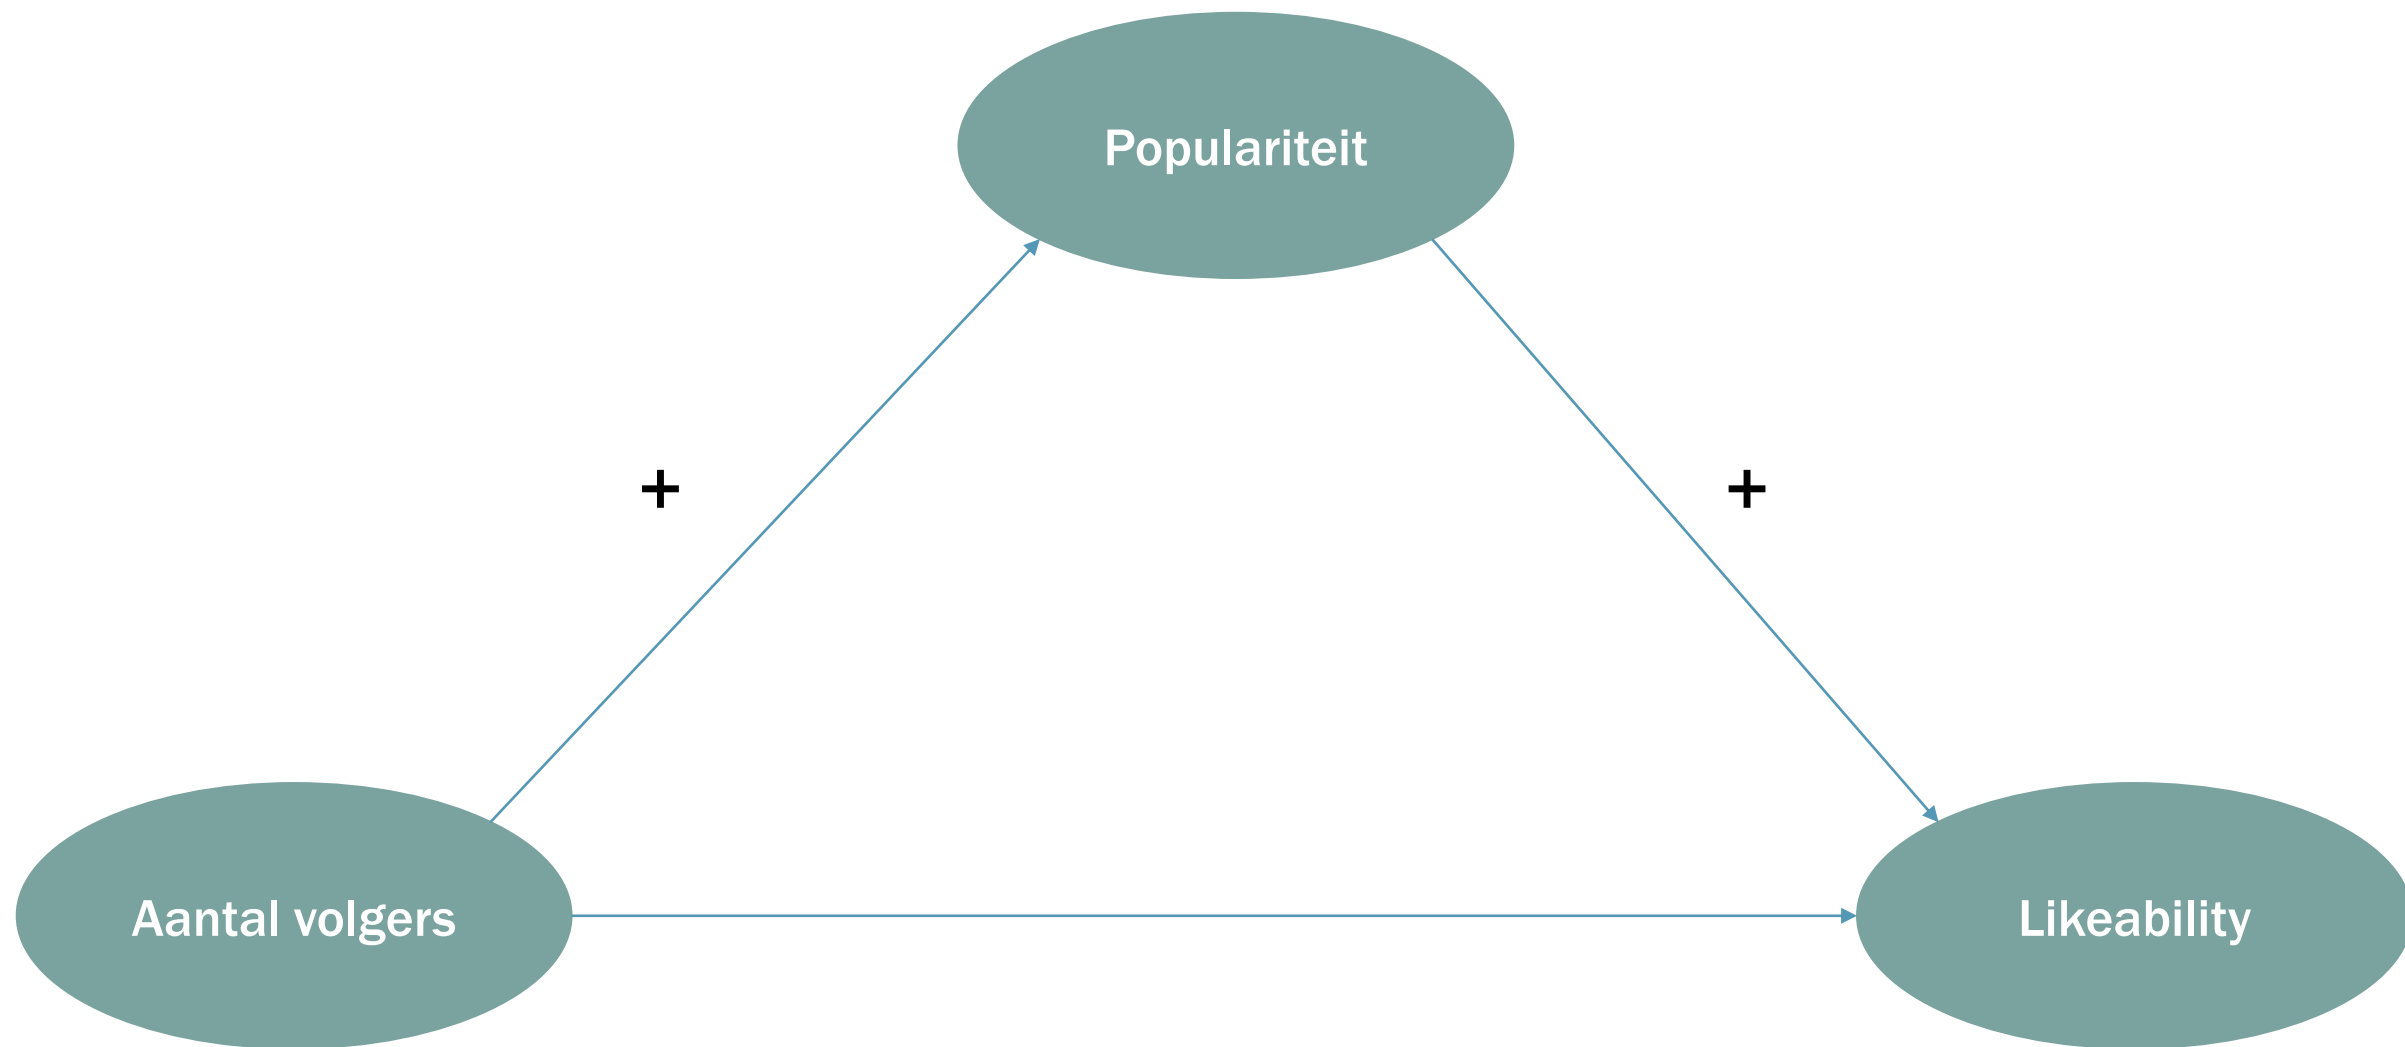 Populariteit
+
+
Aantal volgers
Likeability